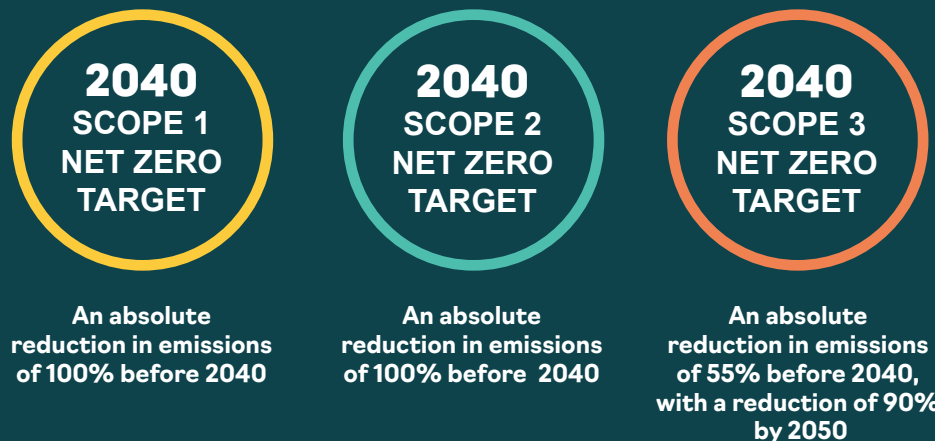 2040
SCOPE 1
NET ZERO
TARGET
An absolute
reduction in emissions
of 100% before 2040
2040
SCOPE 2
NET ZERO
TARGET
An absolute
reduction in emissions
of 100% before 2040
2040
SCOPE 3
NET ZERO
TARGET
An absolute
reduction in emissions
of 55% before 2040,
with a reduction of 90%
by 2050